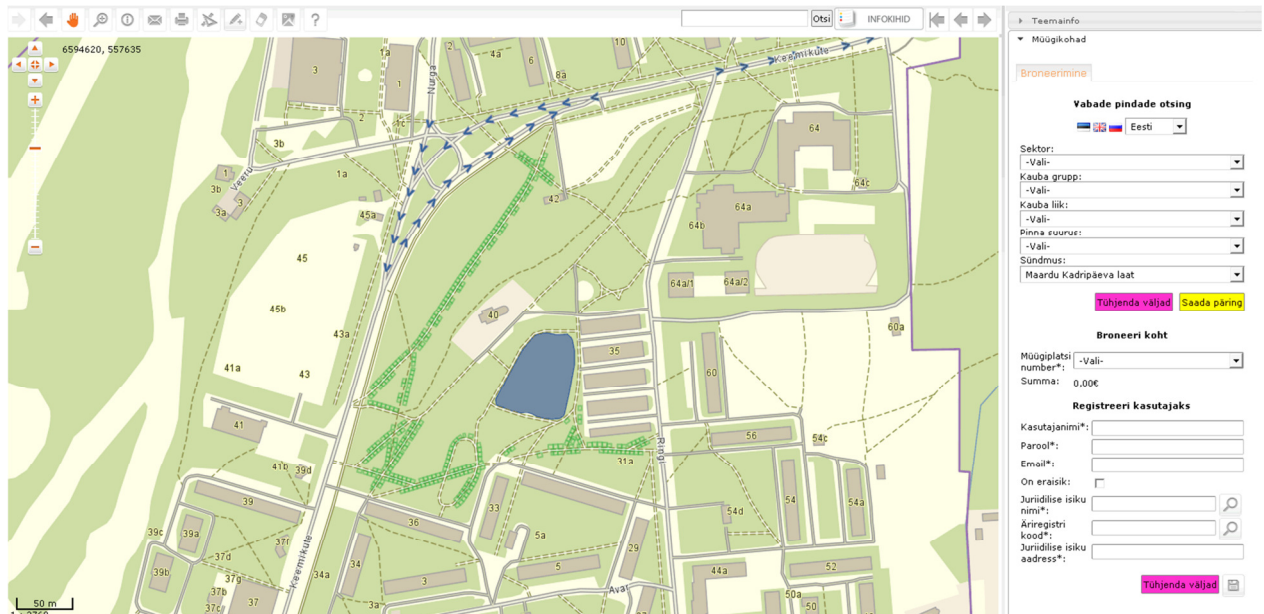 Otsi
INFOKIHID
6594620, 557635
Teemainfo
Müügikohad
Broneerimine
Vabade pindade otsing
Eesti
Sektor:
-Vali-
Kauba grupp:
-Vali-
Kauba liik:
-Vali-
Pinna suurus:
-Vali-
Sündmus:
Maardu Kadripäeva laat
Tühjenda väljad Saada päring
Broneeri koht
Müügiplatsi number*: -Vali-
Summa: 0.00€
Registreeri kasutajaks
Kasutajanimi*:
Parool*:
Email*:
On eraisik:
Juriidilise isiku
nimi*:
Äriregistri
kood*:
Juriidilise isiku
aadress*:
Tühjenda väljad
Keemikute
Nurga
Veeru
Ringi
Keemikute
3
1
2
1c
4a
6
8a
10
3b
1a
1
3b
3
3a
45a
45
45b
43a
43
41a
41
41b
39d
42
40
64
64c
64a
64b
64a/1
64a/2
60a
35
60
56
54c
31a
54
54a
54d
39
39c
39a
39b
37d
37g
37b
37c
37
36
34
34a
33
5a
29
3
5
3a
44a
52
50a
50
50 m